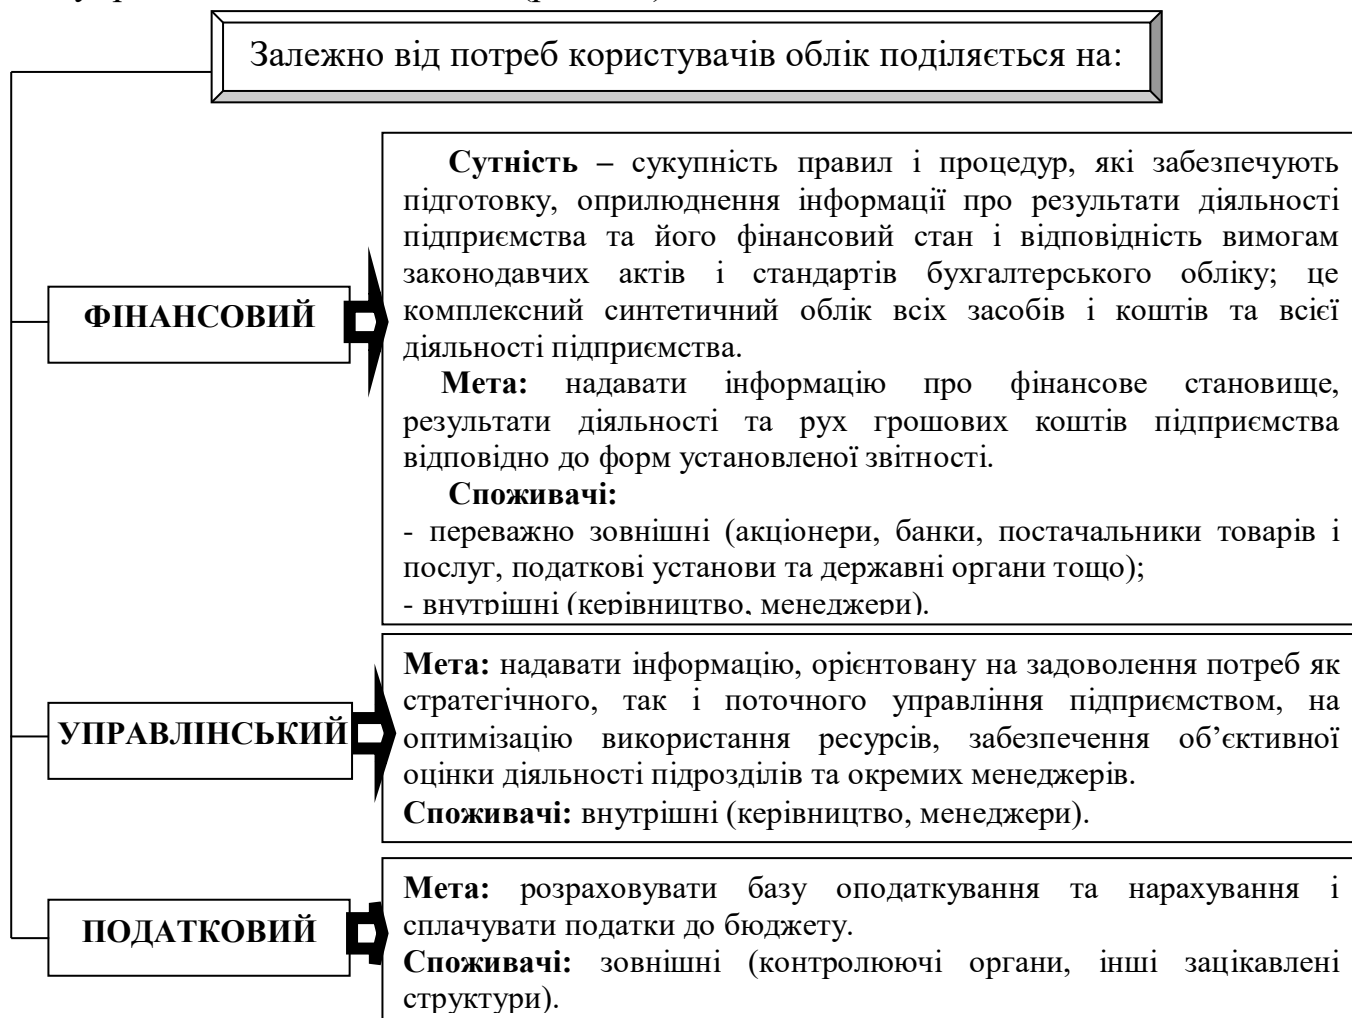 Залежно від потреб користувачів облік поділяється на:
ФІНАНСОВИЙ
Сутність – сукупність правил і процедур, які забезпечують
підготовку, оприлюднення інформації про результати діяльності
підприємства та його фінансовий стан і відповідність вимогам
законодавчих актів і стандартів бухгалтерського обліку; це
комплексний синтетичний облік всіх засобів і коштів та всієї
діяльності підприємства.
Мета: надавати інформацію про фінансове становище,
результати діяльності та рух грошових коштів підприємства
відповідно до форм установленої звітності.
Споживачі:
- переважно зовнішні (акціонери, банки, постачальники товарів і
послуг, податкові установи та державні органи тощо);
- внутрішні (керівництво, менеджери).
УПРАВЛІНСЬКИЙ
Мета: надавати інформацію, орієнтовану на задоволення потреб як
стратегічного, так і поточного управління підприємством, на
оптимізацію використання ресурсів, забезпечення об’єктивної
оцінки діяльності підрозділів та окремих менеджерів.
Споживачі: внутрішні (керівництво, менеджери).
ПОДАТКОВИЙ
Мета: розраховувати базу оподаткування та нарахування і
сплачувати податки до бюджету.
Споживачі: зовнішні (контролюючі органи, інші зацікавлені
структури).